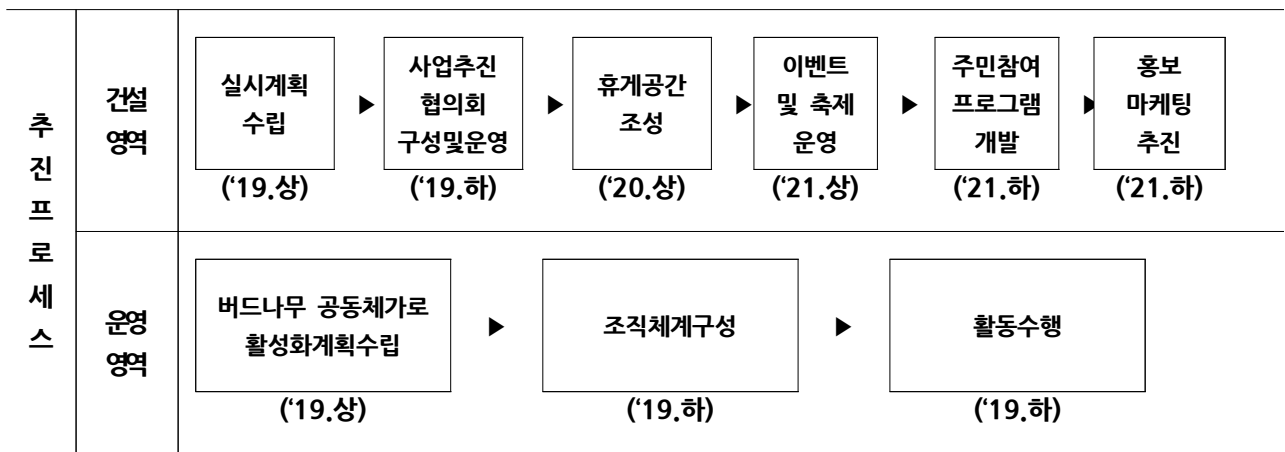 추
진
프
로
세
스
건설
영역
실시계획
수립
▶
사업추진
협의회
구성및운영
▶
휴게공간
조성
▶
이벤트
및 축제
운영
▶
주민참여
프로그램
개발
▶
홍보
마케팅
추진
(‘19.상)
(‘19.하)
(‘20.상)
(‘21.상)
(‘21.하)
(‘21.하)
운영
영역
버드나무 공동체가로
활성화계획수립
▶
조직체계구성
▶
활동수행
(‘19.상)
(‘19.하)
(‘19.하)